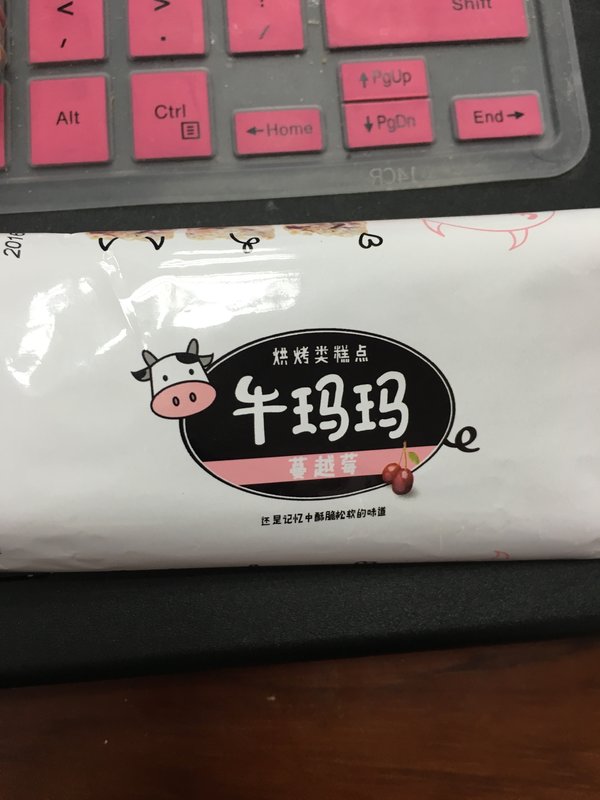 Shift
Alt
Ctrl
Home
PgUp
PgDn
End
烘烤类糕点
牛玛玛
蔓越莓
还是记忆中酥脆松软的味道